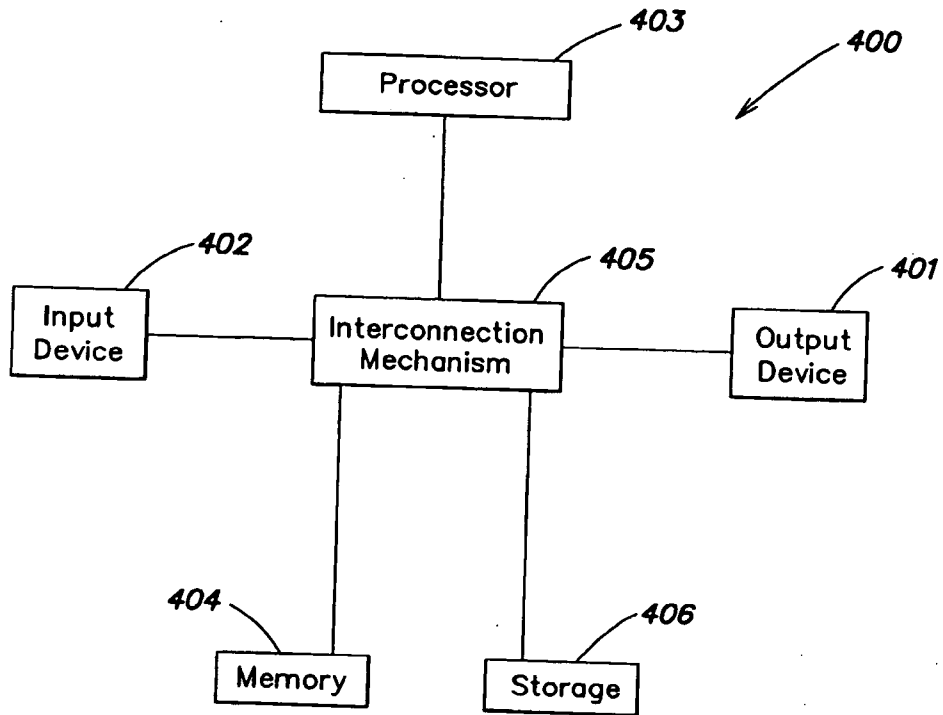 403
400
Processor
402
405
401
Input
Device
Interconnection
Mechanism
Output
Device
404
406
Memory
Storage